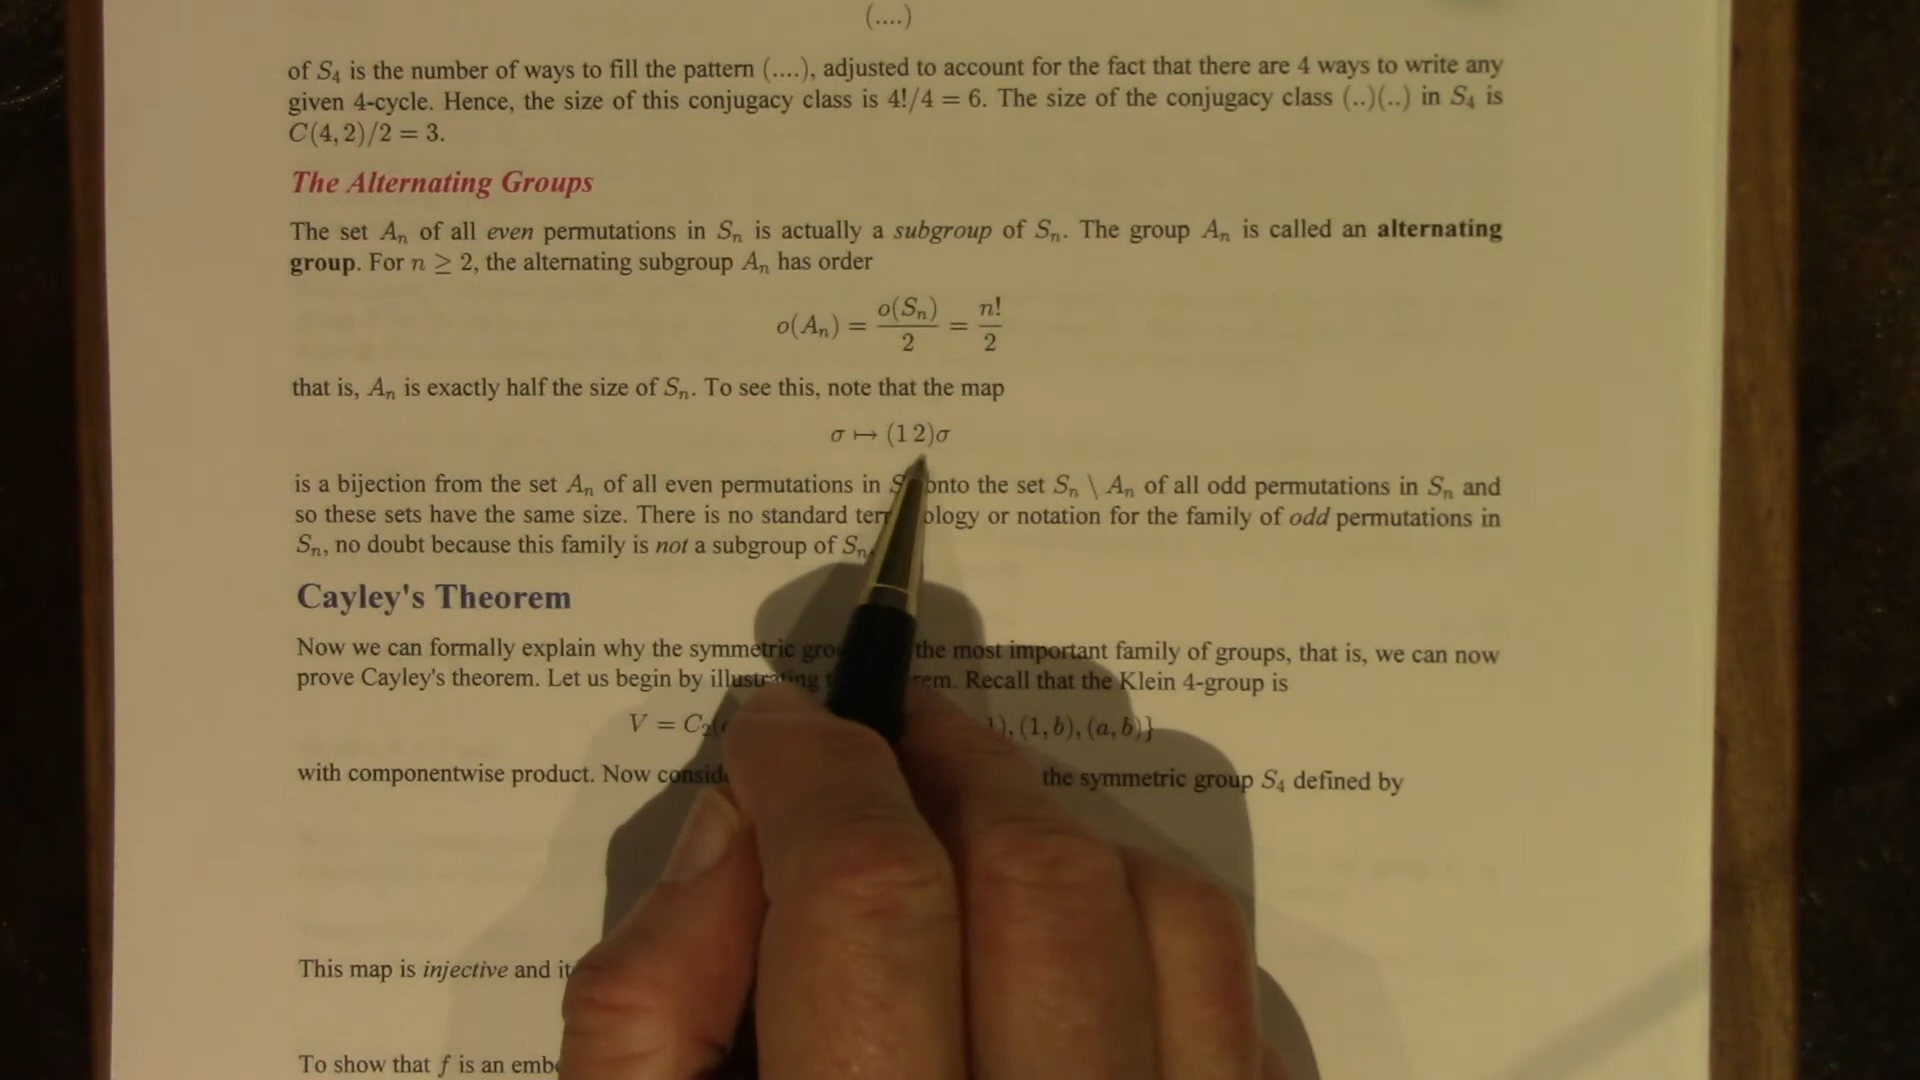 (....)
of S₄ is the number of ways to fill the pattern (....), adjusted to account for the fact that there are 4 ways to write any
given 4-cycle. Hence, the size of this conjugacy class is 4!/4 = 6. The size of the conjugacy class (..)(..) in S₄ is
C(4, 2)/2 = 3.
The Alternating Groups
The set Aₙ of all even permutations in Sₙ is actually a subgroup of Sₙ. The group Aₙ is called an alternating
group. For n ≥ 2, the alternating subgroup Aₙ has order
o(Aₙ) = o(Sₙ)/2 = n!/2
that is, Aₙ is exactly half the size of Sₙ. To see this, note that the map
σ ↦ (1 2)σ
is a bijection from the set Aₙ of all even permutations in S onto the set Sₙ \ Aₙ of all odd permutations in Sₙ and
so these sets have the same size. There is no standard ology or notation for the family of odd permutations in
Sₙ, no doubt because this family is not a subgroup of Sₙ
Cayley's Theorem
Now we can formally explain why the symmetric the most important family of groups, that is, we can now
prove Cayley's theorem. Let us begin by illustrating rem. Recall that the Klein 4-group is
V = C₂( 1), (1, b), (a, b)}
with componentwise product. Now the symmetric group S₄ defined by
This map is injective and it
To show that f is an